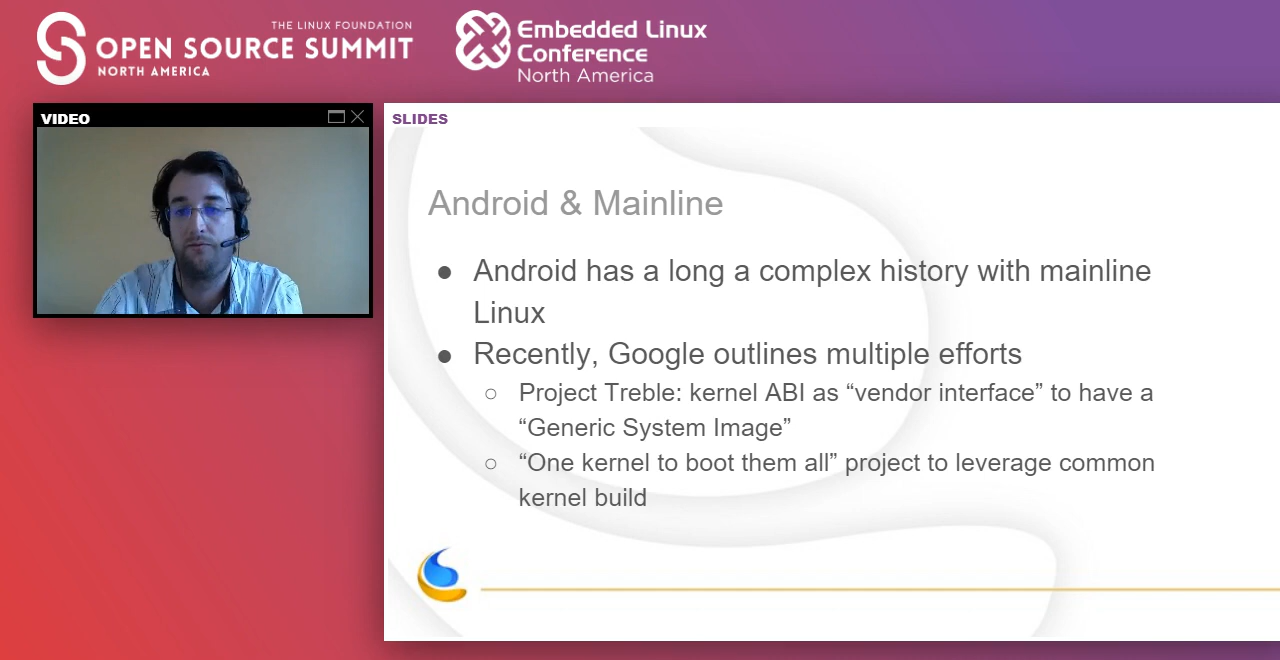 THE LINUX FOUNDATION
OPEN SOURCE SUMMIT
NORTH AMERICA
Embedded Linux
Conference
North America
VIDEO
SLIDES
Android & Mainline
● Android has a long a complex history with mainline
Linux
● Recently, Google outlines multiple efforts
○ Project Treble: kernel ABI as “vendor interface” to have a
“Generic System Image”
○ “One kernel to boot them all” project to leverage common
kernel build